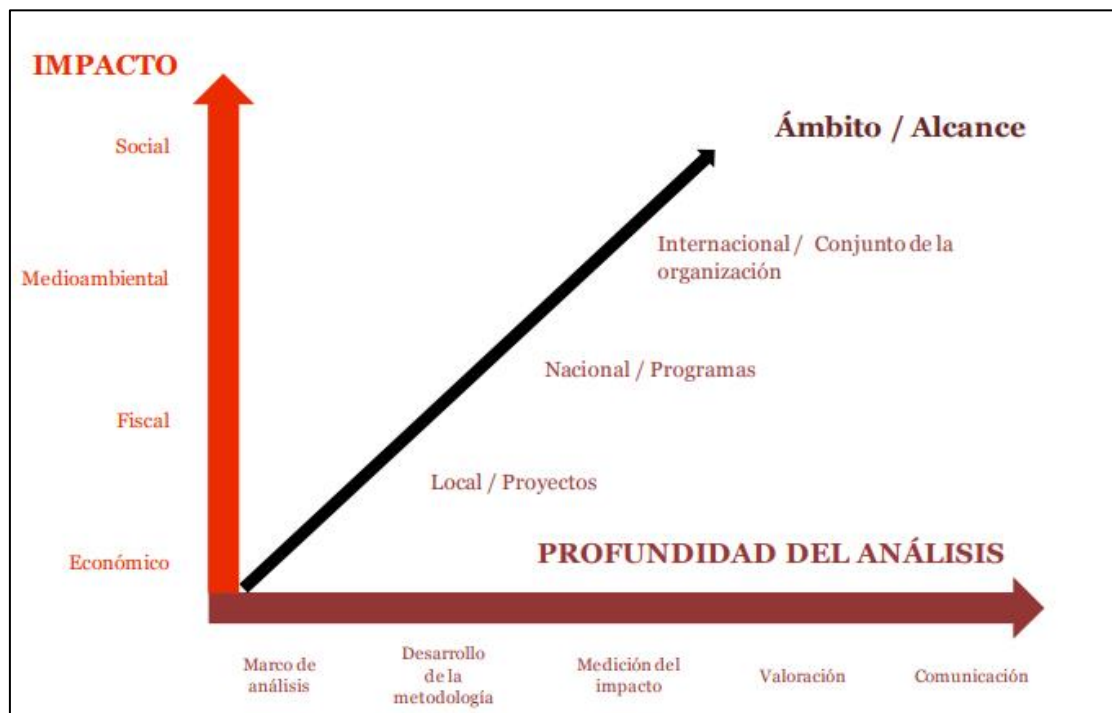 IMPACTO
Social
Medioambiental
Fiscal
Económico
Ámbito / Alcance
Internacional / Conjunto de la
organización
Nacional / Programas
Local / Proyectos
PROFUNDIDAD DEL ANÁLISIS
Marco de
análisis
Desarrollo
de la
metodología
Medición del
impacto
Valoración
Comunicación